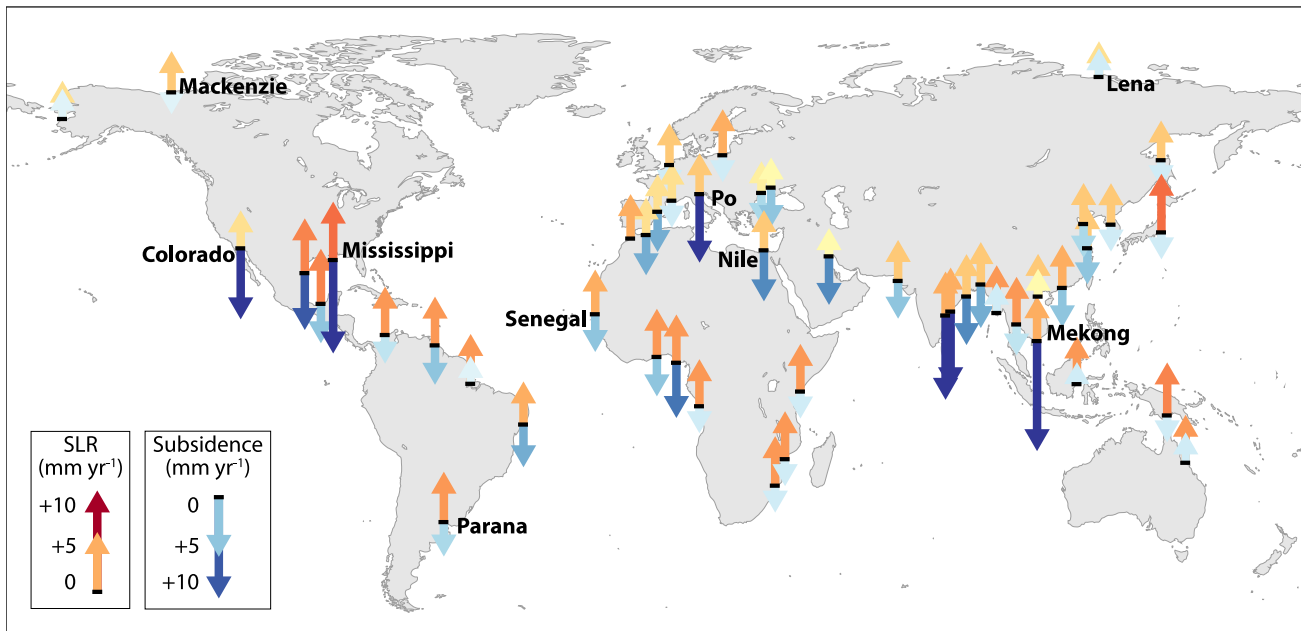 Mackenzie
Lena
Po
Colorado
Mississippi
Nile
Senegal
Mekong
Parana
SLR
(mm yr⁻¹)
+10
+5
0
Subsidence
(mm yr⁻¹)
0
+5
+10